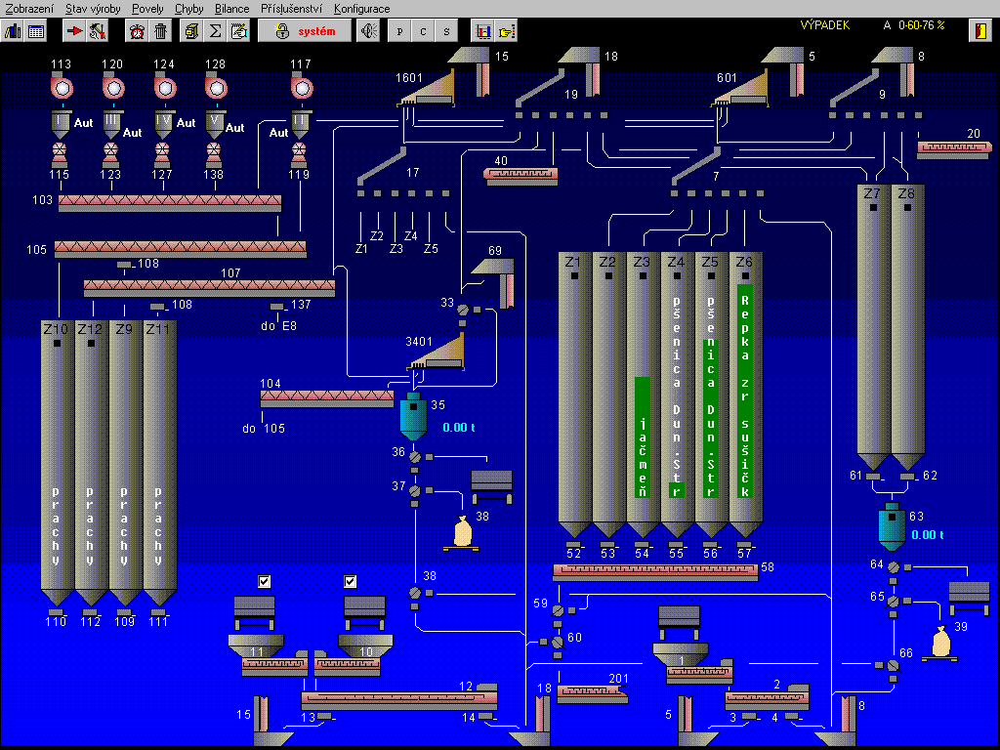 Zobrazení Stav výroby Povely Chyby Bilance Příslušenství Konfigurace
systém P C S VÝPADEK A 0-60-76 %
113 120 124 128 117 1601 15 18 601 5 8
19 9
I III IV V II
Aut Aut Aut Aut Aut
115 123 127 138 119 40 17 7 20
103
Z1 Z2 Z3 Z4 Z5
105 108 69
107
108 137 33
do E8
3401
Z10 Z12 Z9 Z11
Z1 Z2 Z3 Z4 Z5 Z6
Z7 Z8
104
do 105
35
0.00 t
36
37
38
prachy prachy prachy prachy
jačmeň
pšenica Dun.Str
pšenica Dun.Str
Repka zr sušičk
61 62
63
0.00 t
52 53 54 55 56 57
58
64
65
39
66
110 112 109 111
38
59
60
11 10
1
12
201
2
15 13 14 18 5 3 4 8